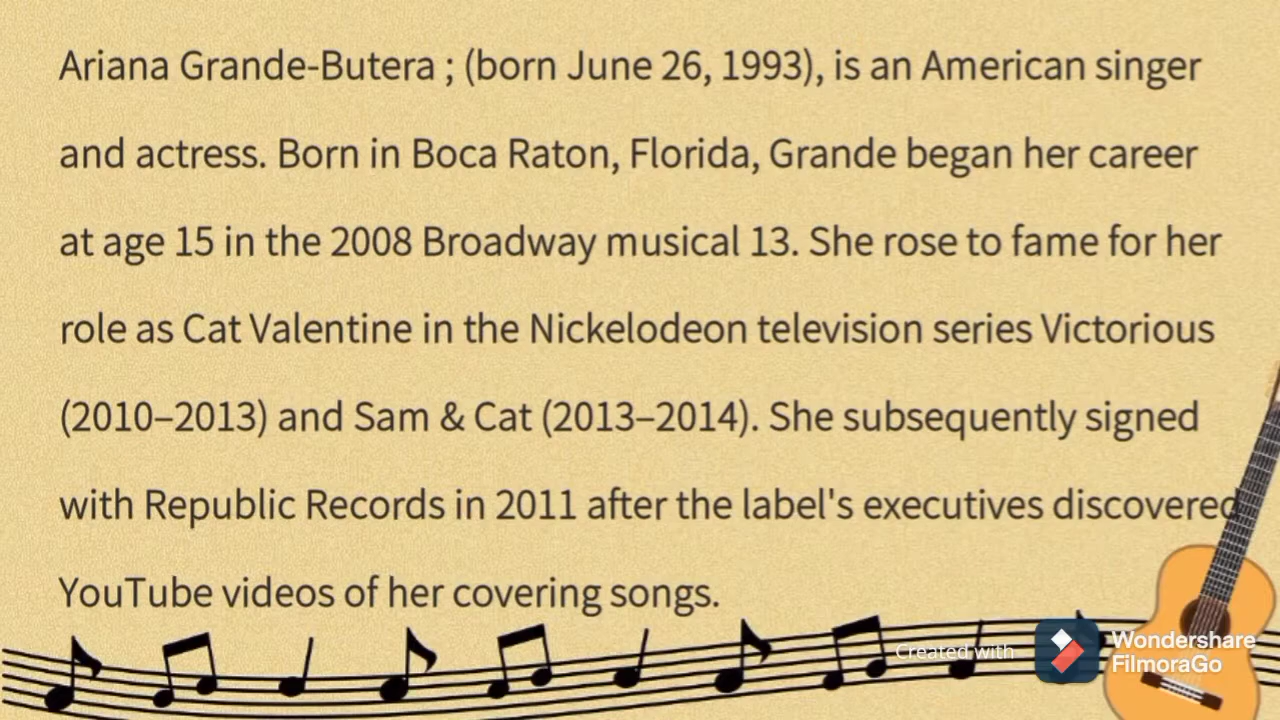 Ariana Grande-Butera ; (born June 26, 1993), is an American singer
and actress. Born in Boca Raton, Florida, Grande began her career
at age 15 in the 2008 Broadway musical 13. She rose to fame for her
role as Cat Valentine in the Nickelodeon television series Victorious
(2010–2013) and Sam & Cat (2013–2014). She subsequently signed
with Republic Records in 2011 after the label's executives discovered
YouTube videos of her covering songs.
Created with
Wondershare
FilmoraGo